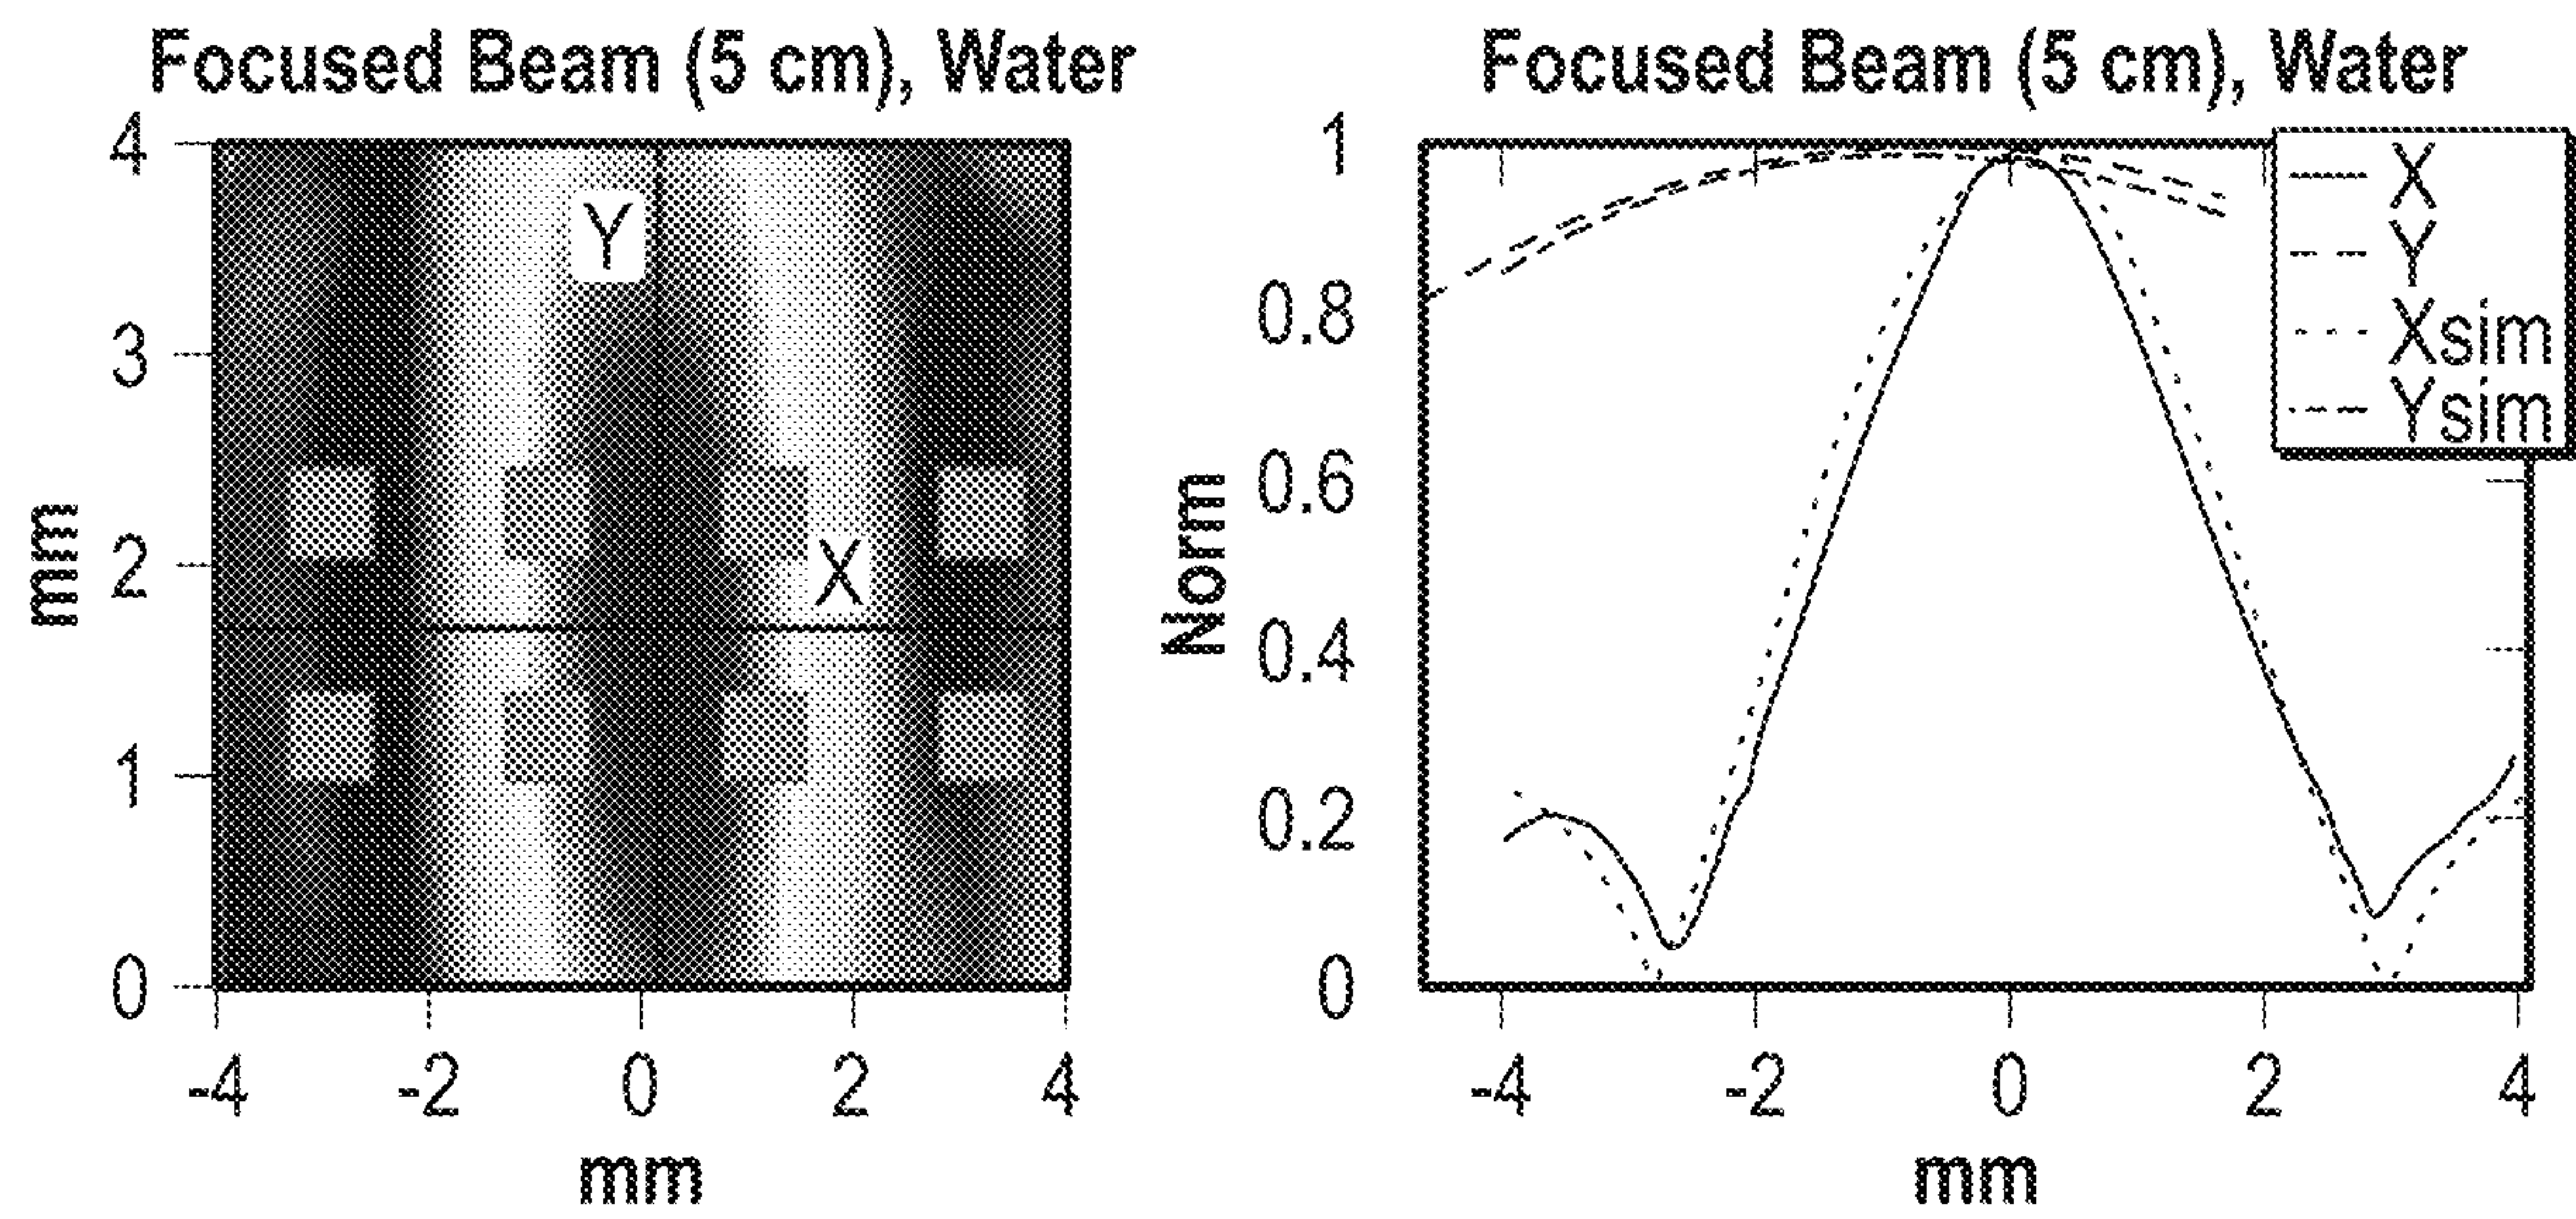 Focused Beam (5 cm), Water
4
3
2
1
0
mm
Y
X
-4 -2 0 2 4
mm
Focused Beam (5 cm), Water
1
0.8
0.6
0.4
0.2
0
Norm
X
Y
Xsim
Ysim
-4 -2 0 2 4
mm